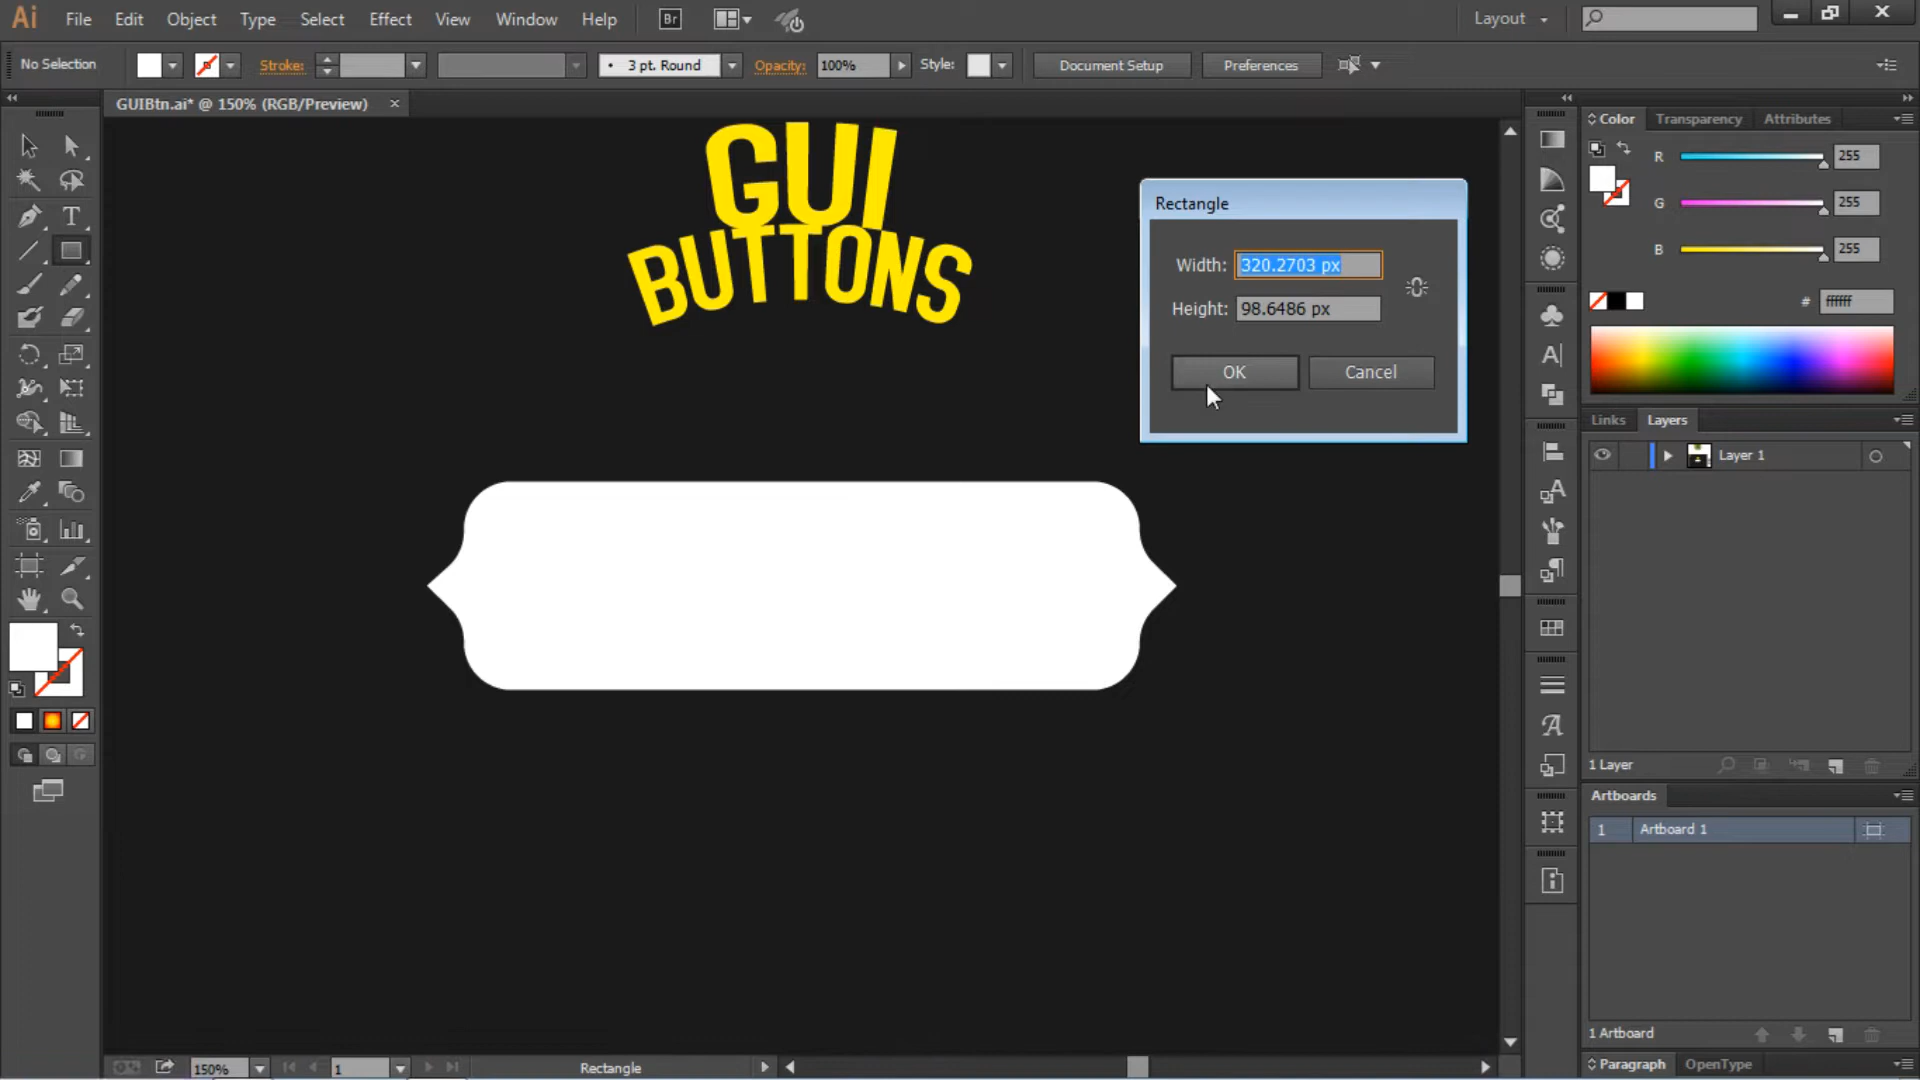 Ai File Edit Object Type Select Effect View Window Help Br Layout
No Selection Stroke: 3 pt. Round Opacity: 100% Style: Document Setup Preferences
GUIBtn.ai* @ 150% (RGB/Preview)
GUI
BUTTONS
Rectangle
Width: 320.2703 px
Height: 98.6486 px
OK Cancel
Color Transparency Attributes
R 255
G 255
B 255
# ffffff
Links Layers
Layer 1
1 Layer
Artboards
1 Artboard 1
1 Artboard
Paragraph OpenType
150% 1 Rectangle